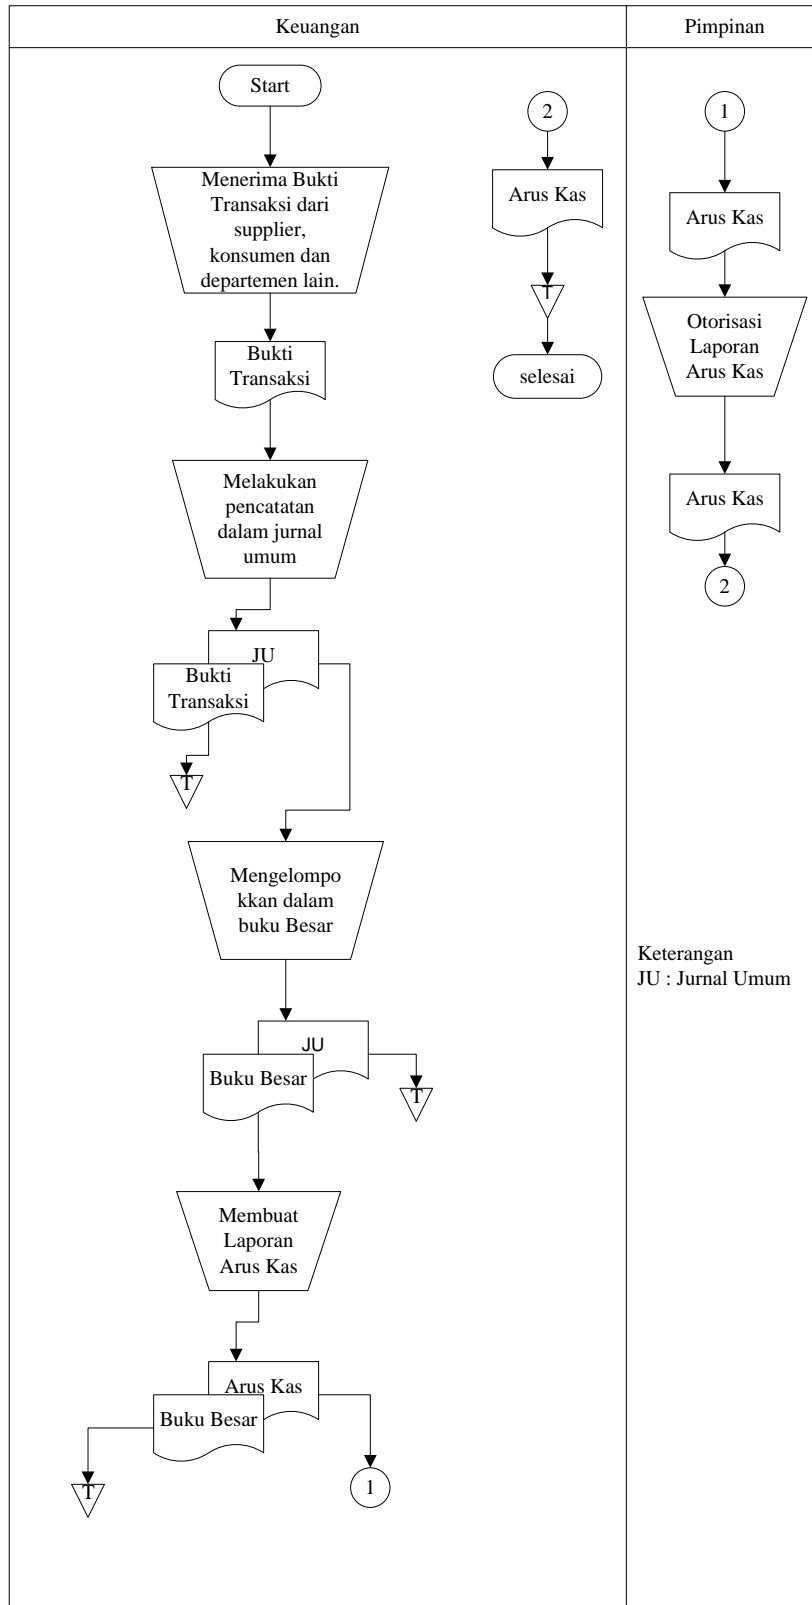 Keuangan
Pimpinan
Start
Menerima Bukti
Transaksi dari
supplier,
konsumen dan
departemen lain.
Bukti
Transaksi
Melakukan
pencatatan
dalam jurnal
umum
JU
Bukti
Transaksi
T
Mengelompo
kkan dalam
buku Besar
JU
Buku Besar
T
Membuat
Laporan
Arus Kas
Arus Kas
Buku Besar
T
1
2
Arus Kas
T
selesai
1
Arus Kas
Otorisasi
Laporan
Arus Kas
Arus Kas
2
Keterangan
JU : Jurnal Umum